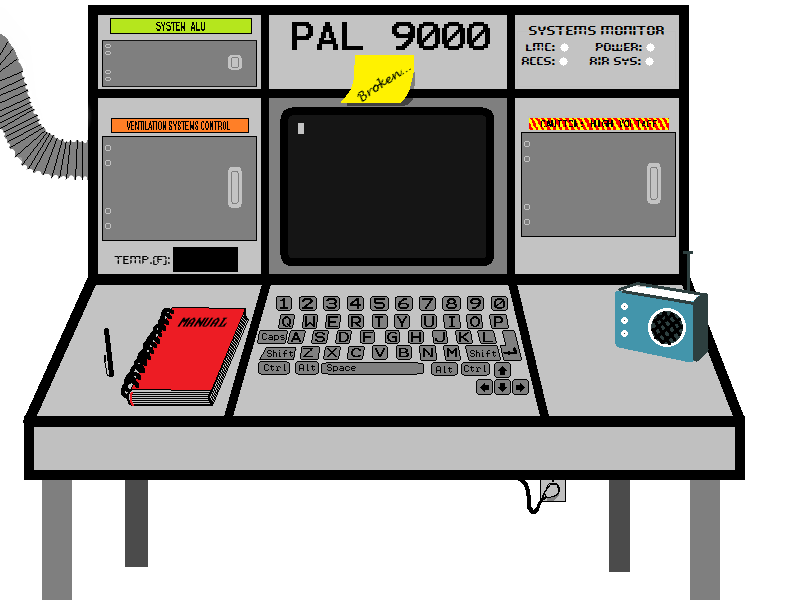 SYSTEM ALU
PAL 9000
Broken...
SYSTEMS MONITOR
LMC: POWER:
RCCS: AIR SYS:
VENTILATION SYSTEMS CONTROL
TEMP.(F):
MANUAL
1 2 3 4 5 6 7 8 9 0
Q W E R T Y U I O P
Caps A S D F G H J K L
Shift Z X C V B N M Shift
Ctrl Alt Space Alt Ctrl